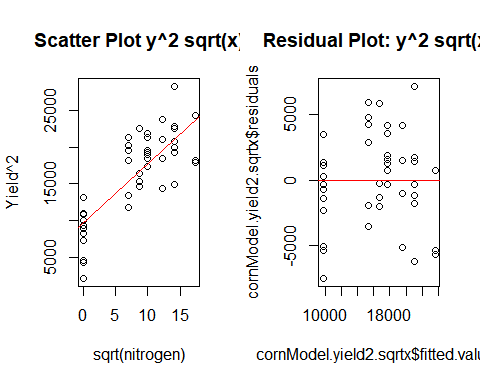 Scatter Plot y^2 sqrt(x)
Yield^2
5000
15000
25000
0
5
10
15
sqrt(nitrogen)
Residual Plot: y^2 sqrt(x
cornModel.yield2.sqrtx$residuals
-5000
0
5000
10000
18000
cornModel.yield2.sqrtx$fitted.valu